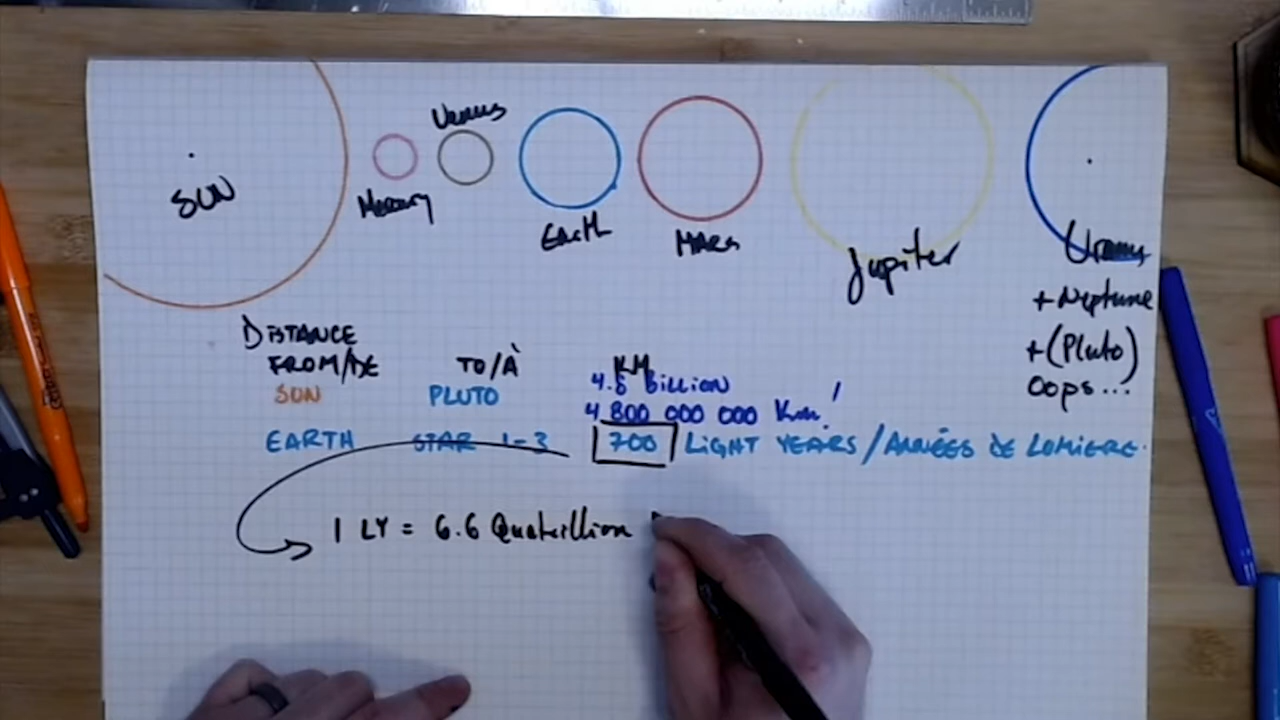 Venus
SUN
Mercury
Earth
MARS
Jupiter
Uranus
+ Neptune
+ (Pluto)
Oops...
DISTANCE
FROM/DE
TO/À
KM
SUN
PLUTO
4.8 Billion
4 800 000 000 Km!
EARTH STAR 1-3 700 LIGHT YEARS / ANNÉES DE LUMIERE.
1 LY = 6.6 Quatrillion